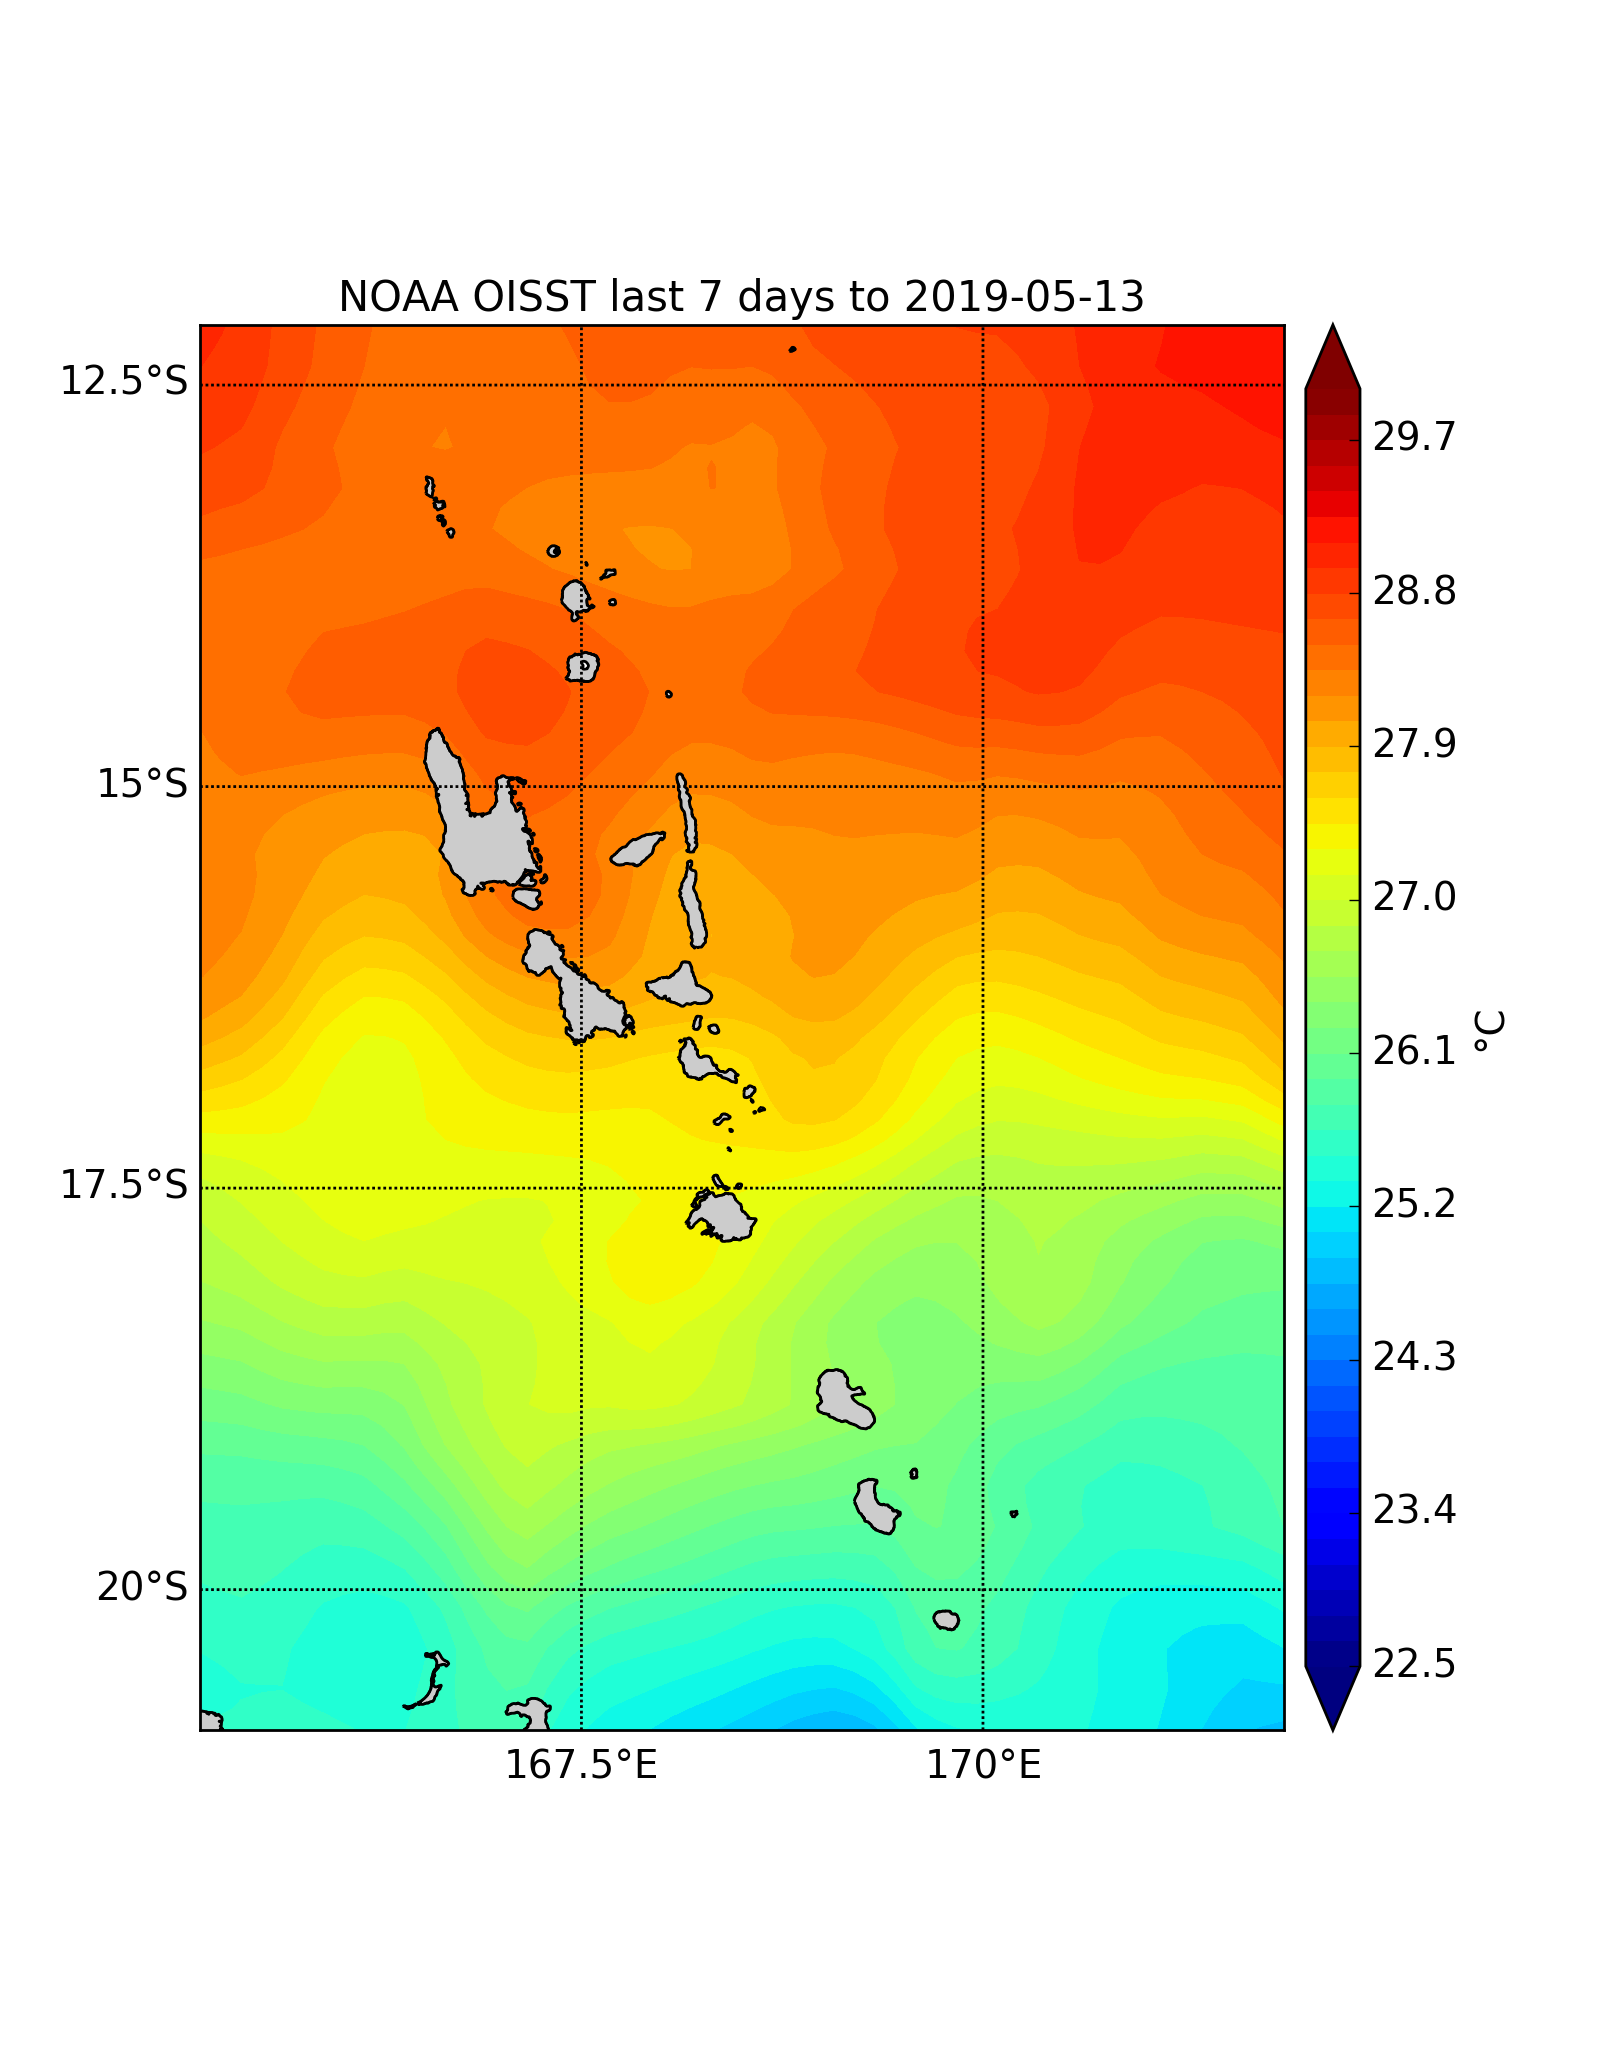 NOAA OISST last 7 days to 2019-05-13
12.5°S
15°S
17.5°S
20°S
167.5°E
170°E
29.7
28.8
27.9
27.0
26.1
25.2
24.3
23.4
22.5
°C